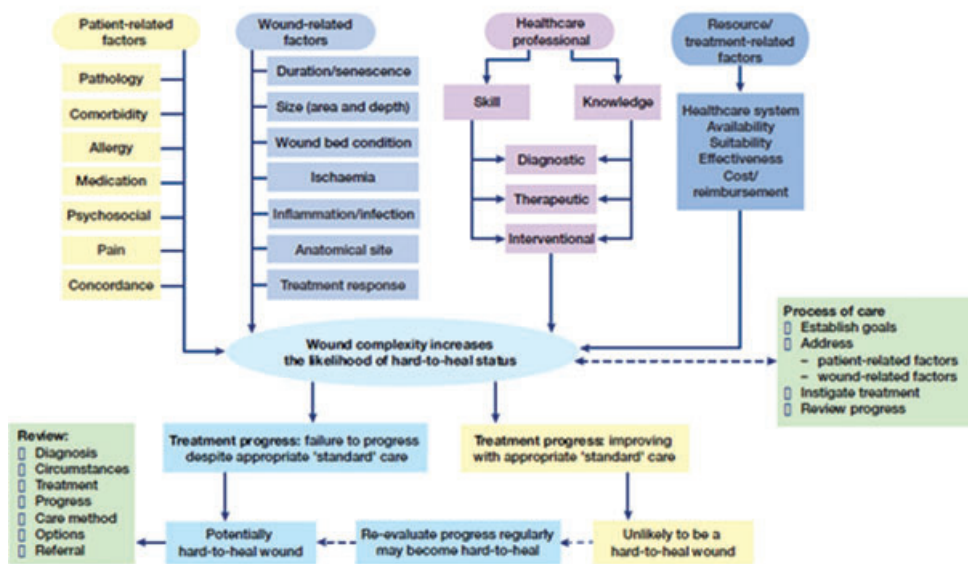 Patient-related
factors
Pathology
Comorbidity
Allergy
Medication
Psychosocial
Pain
Concordance
Wound-related
factors
Duration/senescence
Size (area and depth)
Wound bed condition
Ischaemia
Inflammation/infection
Anatomical site
Treatment response
Healthcare
professional
Skill
Knowledge
Diagnostic
Therapeutic
Interventional
Resource/
treatment-related
factors
Healthcare system
Availability
Suitability
Effectiveness
Cost/
reimbursement
Wound complexity increases
the likelihood of hard-to-heal status
Process of care
Establish goals
Address
– patient-related factors
– wound-related factors
Instigate treatment
Review progress
Treatment progress: failure to progress
despite appropriate 'standard' care
Treatment progress: improving
with appropriate 'standard' care
Review:
Diagnosis
Circumstances
Treatment
Progress
Care method
Options
Referral
Potentially
hard-to-heal wound
Re-evaluate progress regularly
may become hard-to-heal
Unlikely to be a
hard-to-heal wound